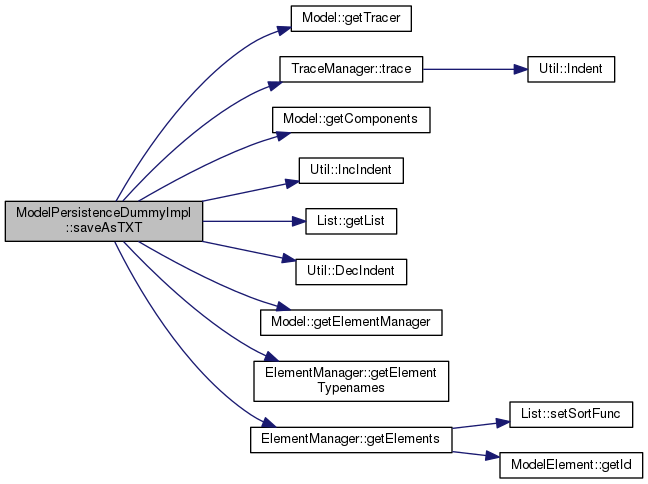 Model::getTracer
TraceManager::trace
Util::Indent
Model::getComponents
Util::IncIndent
ModelPersistenceDummyImpl
::saveAsTXT
List::getList
Util::DecIndent
Model::getElementManager
ElementManager::getElement
Typenames
ElementManager::getElements
List::setSortFunc
ModelElement::getId